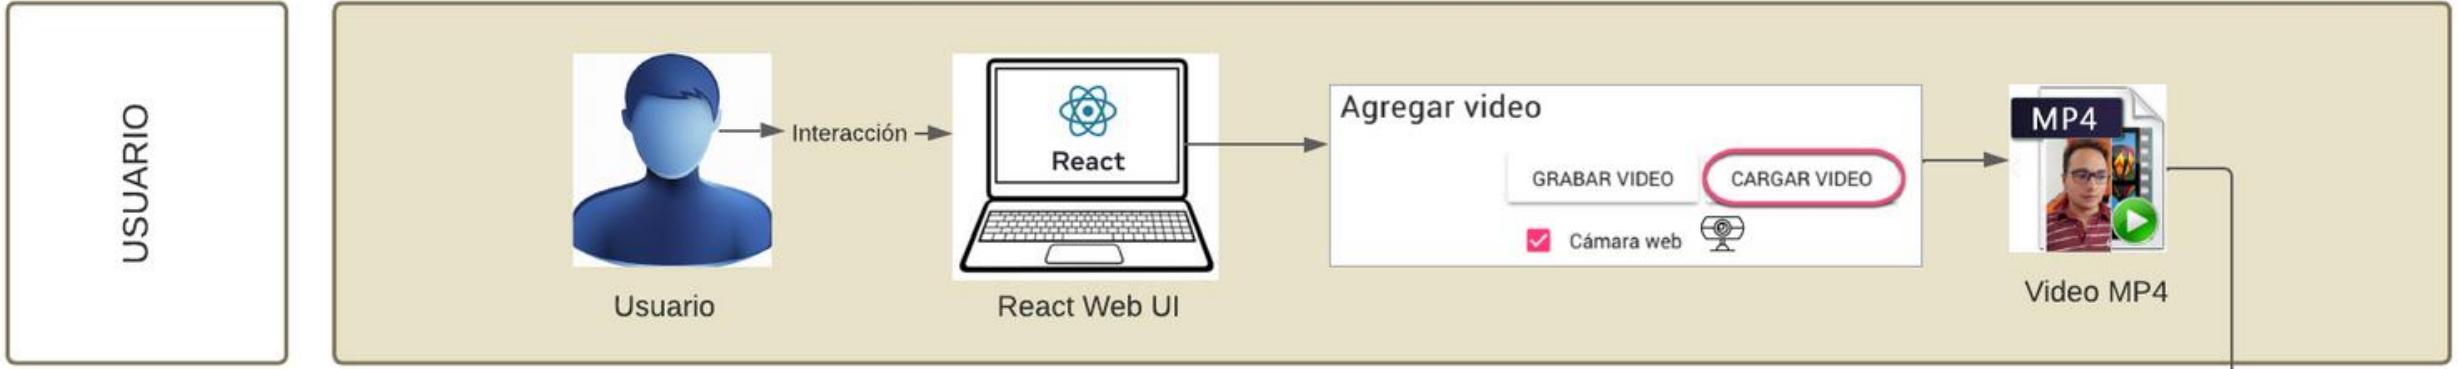 USUARIO
Interacción
React
Usuario
React Web UI
Agregar video
GRABAR VIDEO
CARGAR VIDEO
Cámara web
MP4
Video MP4